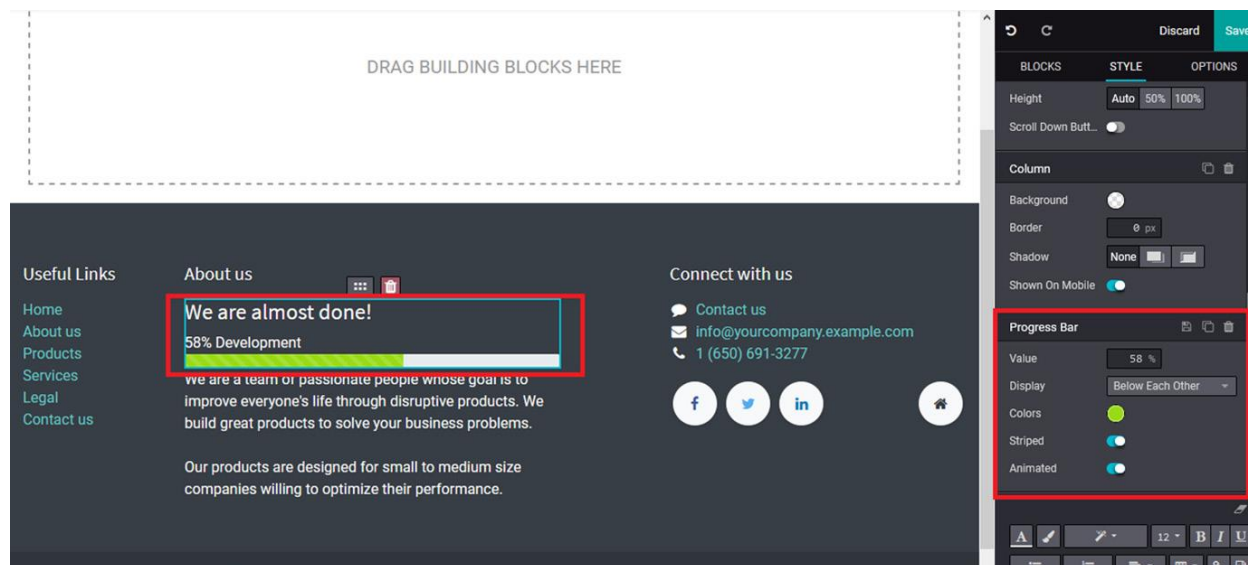 DRAG BUILDING BLOCKS HERE
Useful Links
Home
About us
Products
Services
Legal
Contact us
About us
We are almost done!
58% Development
We are a team of passionate people whose goal is to
improve everyone's life through disruptive products. We
build great products to solve your business problems.
Our products are designed for small to medium size
companies willing to optimize their performance.
Connect with us
Contact us
info@yourcompany.example.com
1 (650) 691-3277
Discard Save
BLOCKS STYLE OPTIONS
Height Auto 50% 100%
Scroll Down Butt...
Column
Background
Border 0 px
Shadow None
Shown On Mobile
Progress Bar
Value 58 %
Display Below Each Other
Colors
Striped
Animated
A 12 B I U